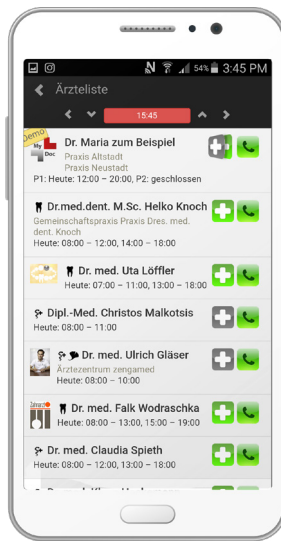 54% 3:45 PM
Ärzteliste
15:45
Demo
My
Doc
Dr. Maria zum Beispiel
Praxis Altstadt
Praxis Neustadt
P1: Heute: 12:00 – 20:00, P2: geschlossen
Dr.med.dent. M.Sc. Helko Knoch
Gemeinschaftspraxis Praxis Dres. med.
dent. Knoch
Heute: 08:00 – 12:00, 14:00 – 18:00
Dr. med. Uta Löffler
Heute: 07:00 – 11:00, 13:00 – 18:00
Dipl.-Med. Christos Malkotsis
Heute: 08:00 – 11:00
Dr. med. Ulrich Gläser
Ärztezentrum zengamed
Heute: 08:00 – 10:00
Dr. med. Falk Wodraschka
Heute: 08:00 – 13:00, 15:00 – 19:00
Dr. med. Claudia Spieth
Heute: 08:00 – 12:00, 13:00 – 18:00